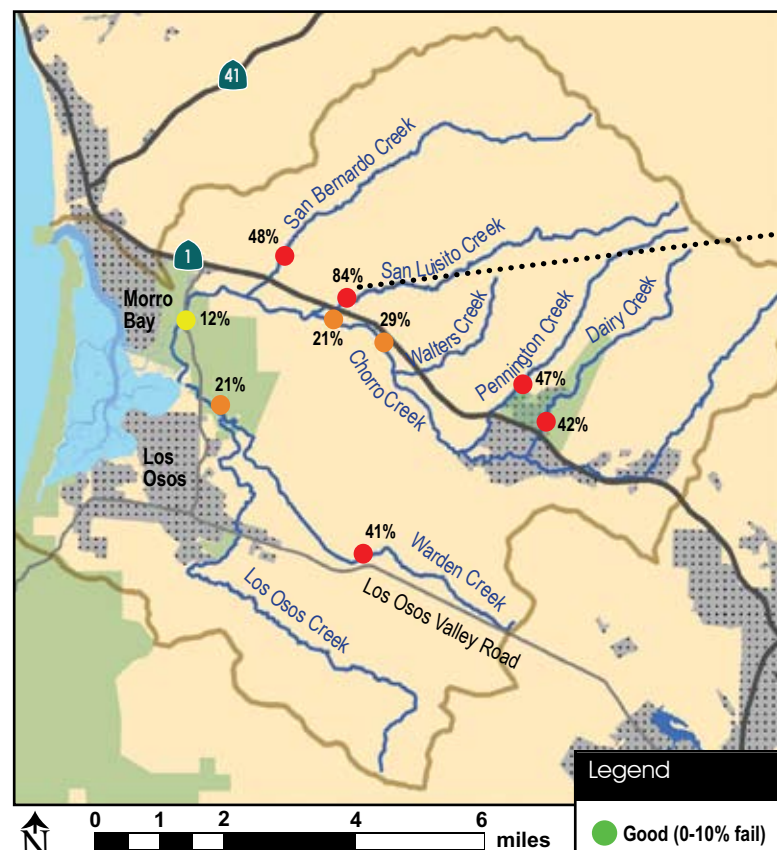 41
San Bernardo Creek
48%
1
84%
San Luisito Creek
Morro
Bay
12%
21%
29%
Walters Creek
Chorro Creek
Pennington Creek
Dairy Creek
47%
42%
21%
Los
Osos
41%
Warden Creek
Los Osos Creek
Los Osos Valley Road
Legend
Good (0-10% fail)
N
0 1 2 4 6
miles